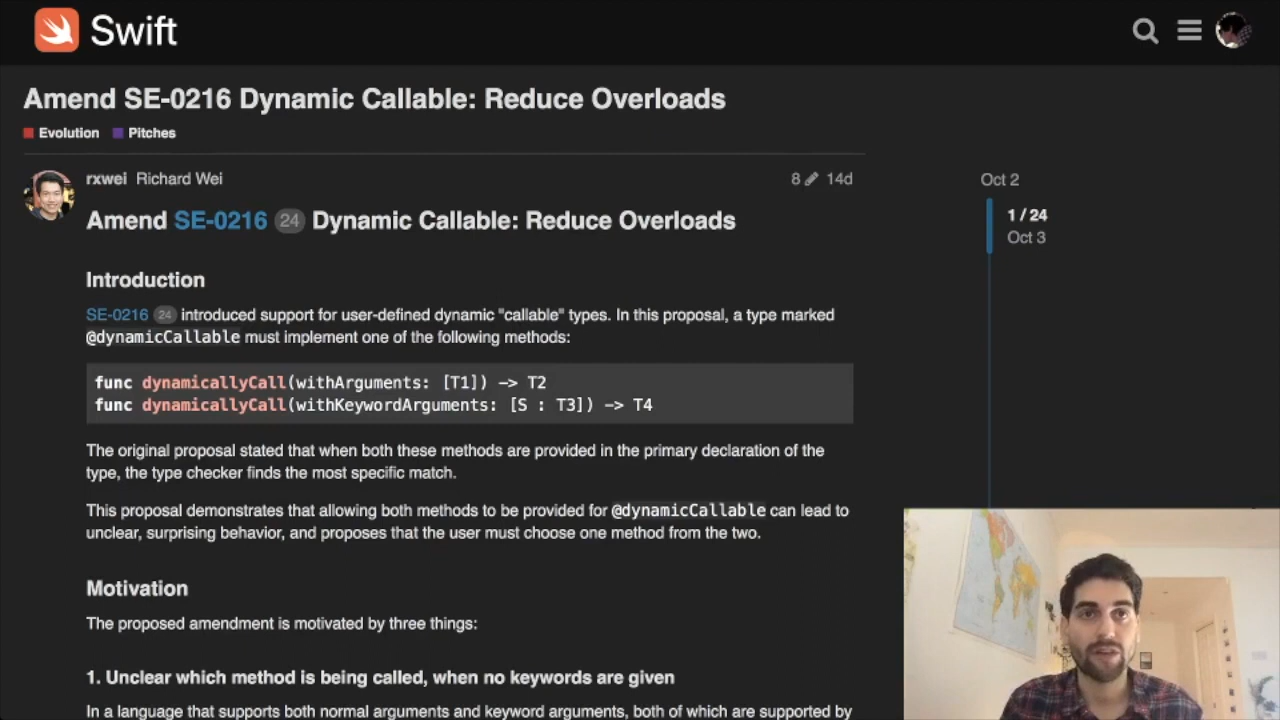 Swift
Amend SE-0216 Dynamic Callable: Reduce Overloads
Evolution Pitches
rxwei Richard Wei
8 14d
Oct 2
1 / 24
Oct 3
Amend SE-0216 24 Dynamic Callable: Reduce Overloads
Introduction
SE-0216 24 introduced support for user-defined dynamic "callable" types. In this proposal, a type marked
@dynamicCallable must implement one of the following methods:
func dynamicallyCall(withArguments: [T1]) -> T2
func dynamicallyCall(withKeywordArguments: [S : T3]) -> T4
The original proposal stated that when both these methods are provided in the primary declaration of the
type, the type checker finds the most specific match.
This proposal demonstrates that allowing both methods to be provided for @dynamicCallable can lead to
unclear, surprising behavior, and proposes that the user must choose one method from the two.
Motivation
The proposed amendment is motivated by three things:
1. Unclear which method is being called, when no keywords are given
In a language that supports both normal arguments and keyword arguments, both of which are supported by